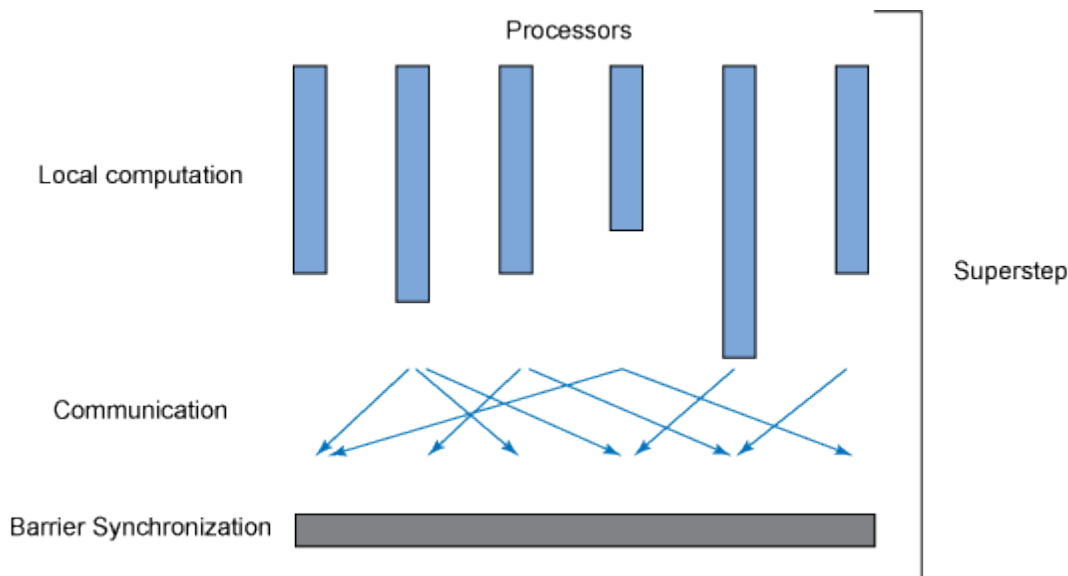 Processors
Local computation
Superstep
Communication
Barrier Synchronization